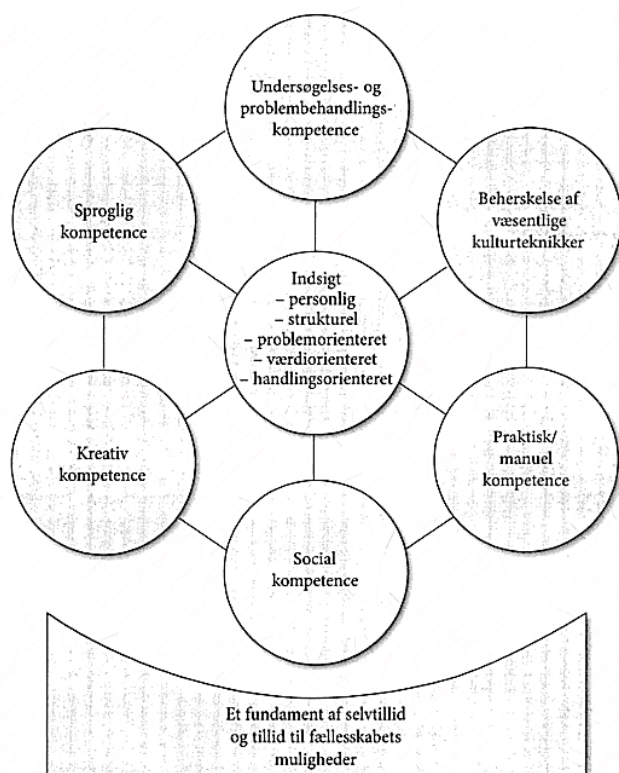 Undersøgelses- og
problembehandlings-
kompetence
Sproglig
kompetence
Beherskelse af
væsentlige
kulturteknikker
Indsigt
– personlig
– strukturel
– problemorienteret
– værdiorienteret
– handlingsorienteret
Kreativ
kompetence
Praktisk/
manuel
kompetence
Social
kompetence
Et fundament af selvtillid
og tillid til fællesskabets
muligheder